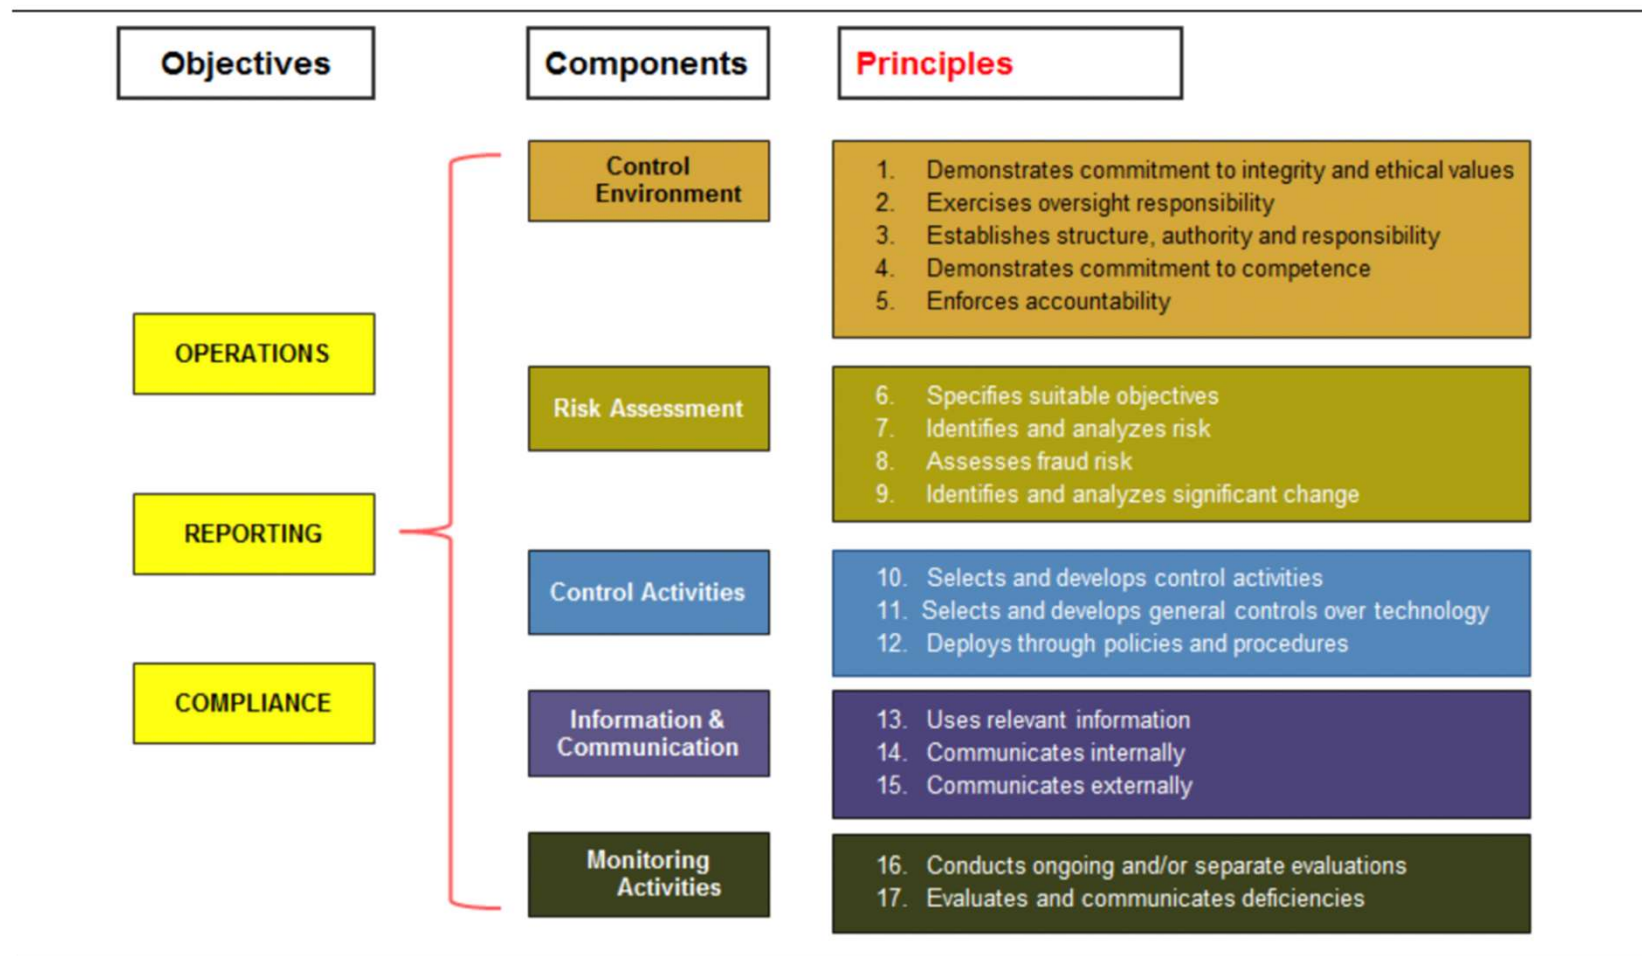 Objectives
Components
Principles
OPERATIONS
REPORTING
COMPLIANCE
Control
Environment
1. Demonstrates commitment to integrity and ethical values
2. Exercises oversight responsibility
3. Establishes structure, authority and responsibility
4. Demonstrates commitment to competence
5. Enforces accountability
Risk Assessment
6. Specifies suitable objectives
7. Identifies and analyzes risk
8. Assesses fraud risk
9. Identifies and analyzes significant change
Control Activities
10. Selects and develops control activities
11. Selects and develops general controls over technology
12. Deploys through policies and procedures
Information &
Communication
13. Uses relevant information
14. Communicates internally
15. Communicates externally
Monitoring
Activities
16. Conducts ongoing and/or separate evaluations
17. Evaluates and communicates deficiencies